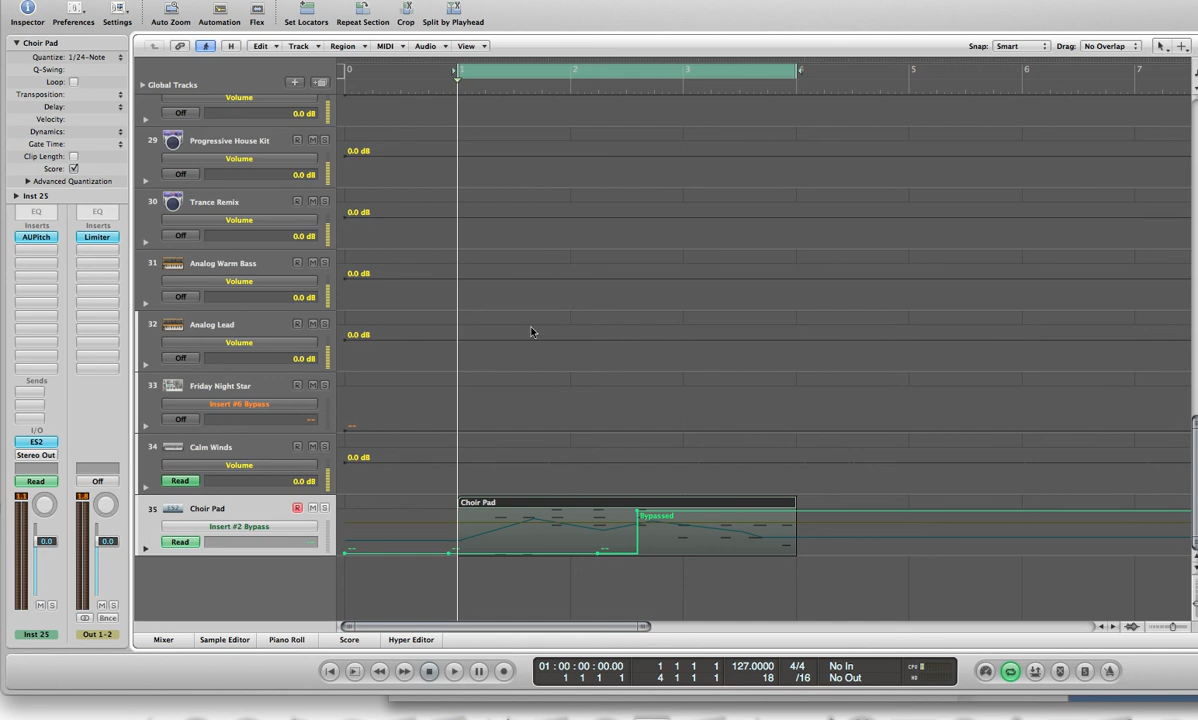 Inspector Preferences Settings Auto Zoom Automation Flex Set Locators Repeat Section Crop Split by Playhead
Choir Pad
Quantize: 1/24-Note
Q-Swing:
Loop:
Transposition:
Delay:
Velocity:
Dynamics:
Gate Time:
Clip Length:
Score:
Advanced Quantization
Inst 25
EQ EQ
Inserts Inserts
AUPitch Limiter
Sends
I/O
ES2
Stereo Out
Read Off
1.1 1.8
0.0 0.0
M S M S
Bnce
Inst 25 Out 1-2
H Edit Track Region MIDI Audio View Snap: Smart Drag: No Overlap
Global Tracks
0 1 2 3 4 5 6 7
Volume
Off 0.0 dB
29 Progressive House Kit R M S
Volume 0.0 dB
Off 0.0 dB
30 Trance Remix R M S
Volume 0.0 dB
Off 0.0 dB
31 Analog Warm Bass R M S
Volume 0.0 dB
Off 0.0 dB
32 Analog Lead R M S
Volume 0.0 dB
Off 0.0 dB
33 Friday Night Star R M S
Insert #6 Bypass
Off -- --
34 Calm Winds R M S
Volume 0.0 dB
Read 0.0 dB
35 ES2 Choir Pad R M S Choir Pad
Insert #2 Bypass Bypassed
Read -- -- -- --
Mixer Sample Editor Piano Roll Score Hyper Editor
01 : 00 : 00 : 00.00 1 1 1 1 127.0000 4/4 No In CPU
1 1 1 1 4 1 1 1 18 /16 No Out HD